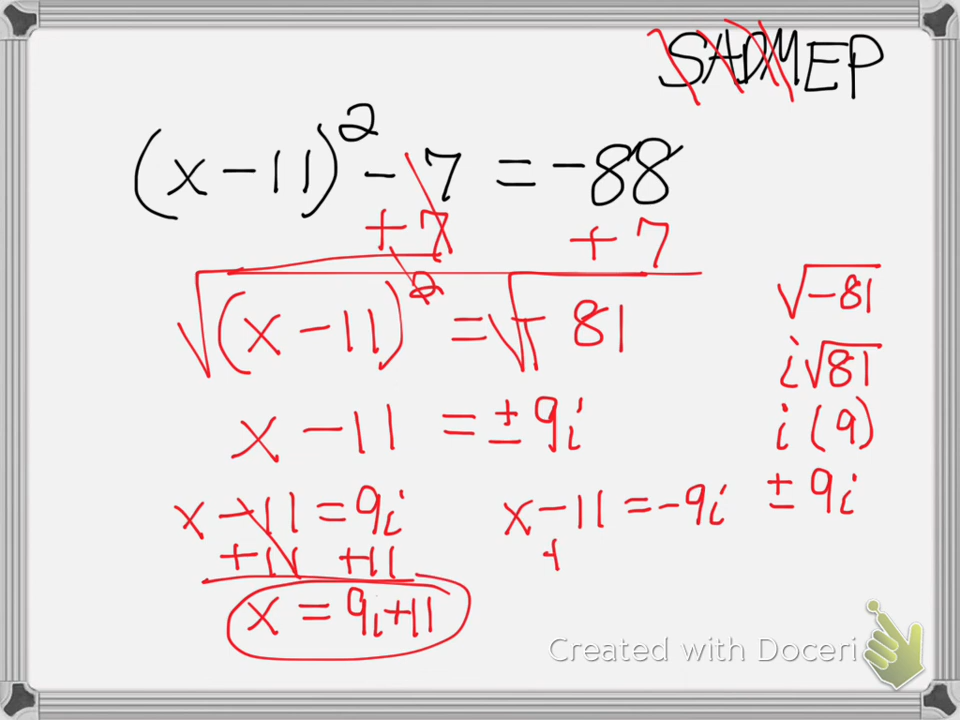 SADMEP
(x-11)² - 7 = -88
+7 +7
√(x-11)² = √-81
√-81
i√81
x - 11 = ± 9i
i(9)
x - 11 = 9i
x - 11 = -9i
± 9i
+11 +11
+
x = 9i+11
Created with Doceri